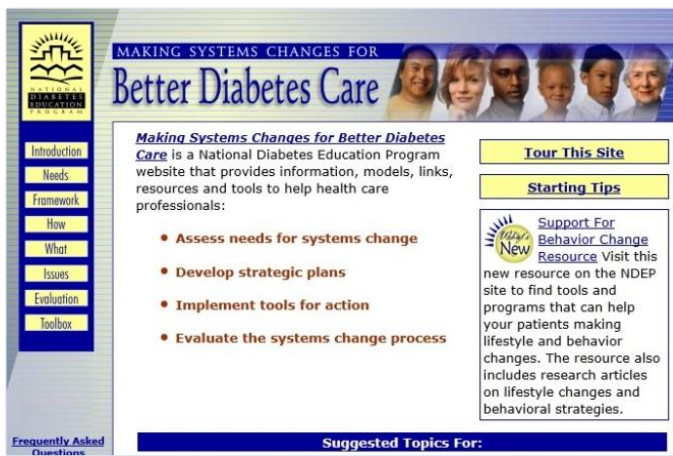 NATIONAL
DIABETES
EDUCATION
PROGRAM
MAKING SYSTEMS CHANGES FOR
Better Diabetes Care
Introduction
Needs
Framework
How
What
Issues
Evaluation
Toolbox
Frequently Asked
Questions
Making Systems Changes for Better Diabetes
Care is a National Diabetes Education Program
website that provides information, models, links,
resources and tools to help health care
professionals:
• Assess needs for systems change
• Develop strategic plans
• Implement tools for action
• Evaluate the systems change process
Tour This Site
Starting Tips
What's
New
Support For
Behavior Change
Resource Visit this
new resource on the NDEP
site to find tools and
programs that can help
your patients making
lifestyle and behavior
changes. The resource also
includes research articles
on lifestyle changes and
behavioral strategies.
Suggested Topics For: